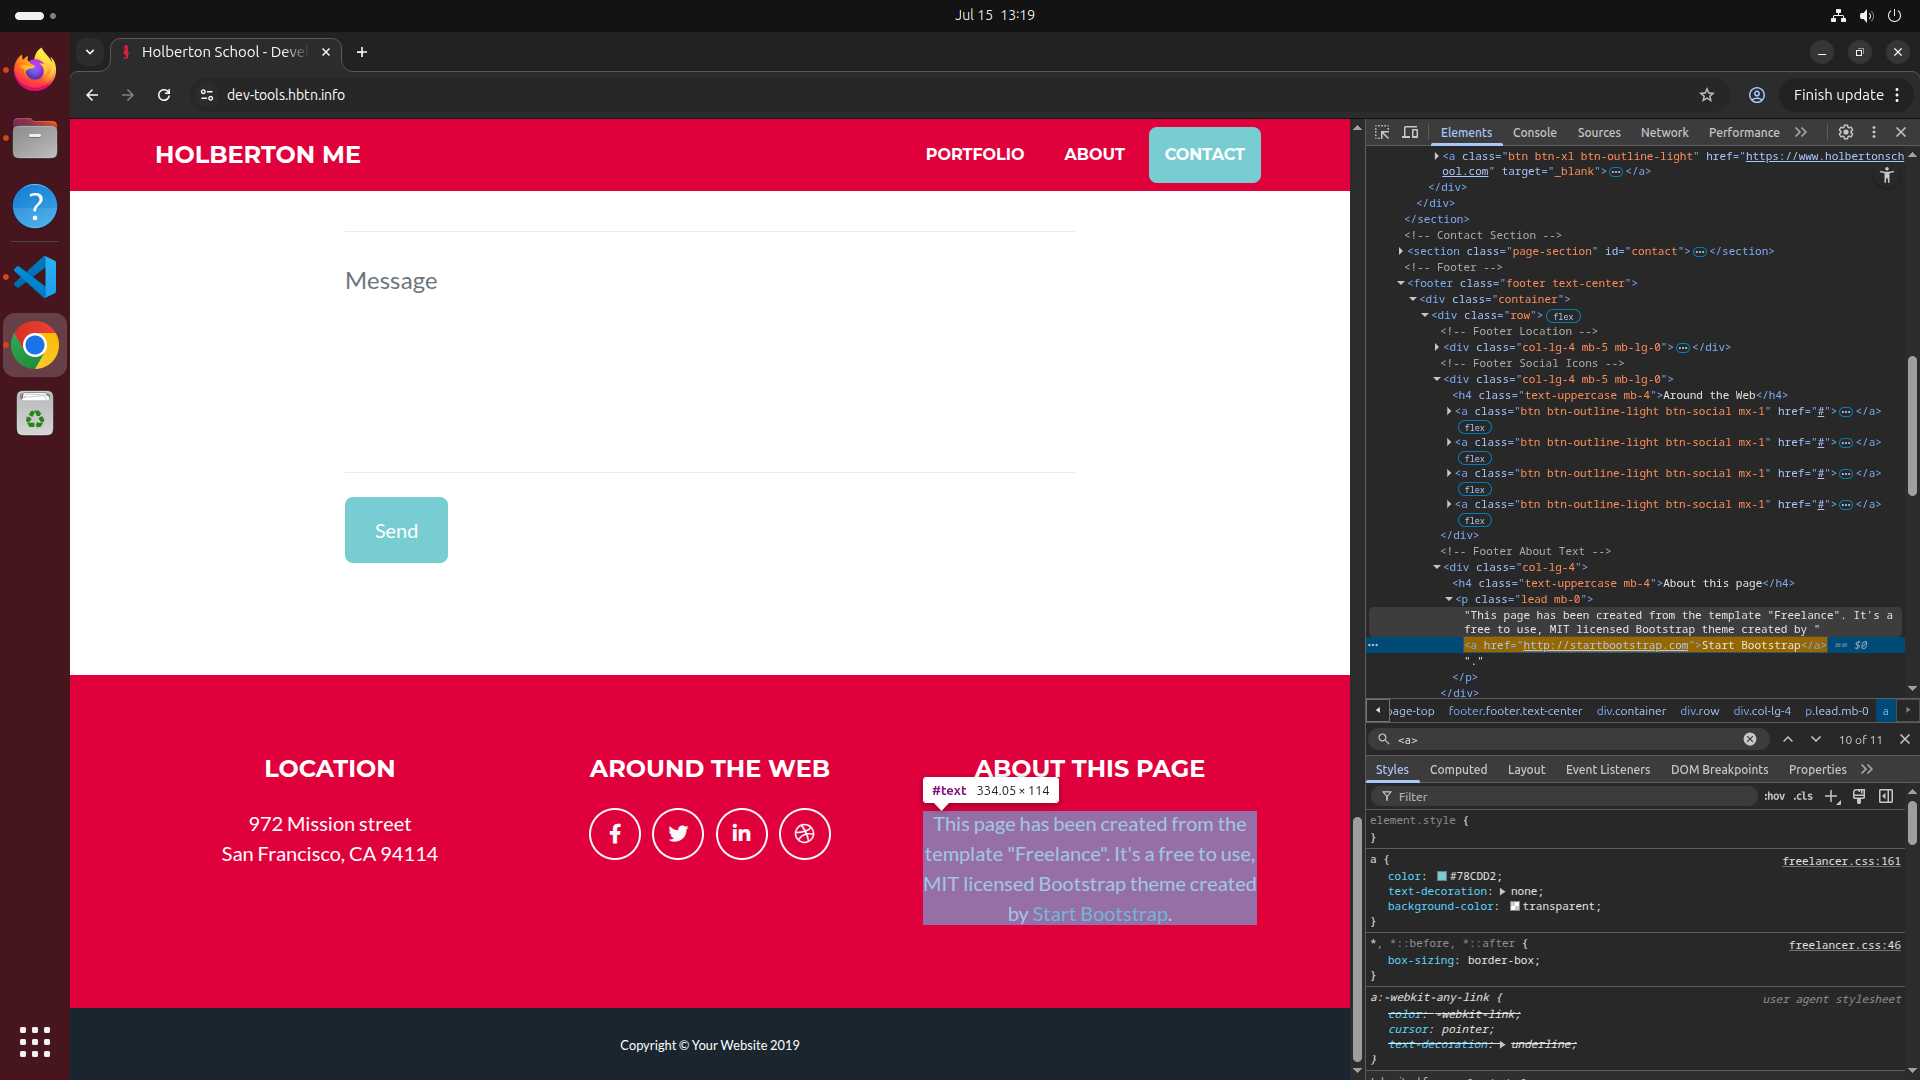 Jul 15 13:19
Holberton School - Deve
dev-tools.hbtn.info
Finish update
HOLBERTON ME
PORTFOLIO
ABOUT
CONTACT
Message
Send
LOCATION
972 Mission street
San Francisco, CA 94114
AROUND THE WEB
ABOUT THIS PAGE
#text 334.05 × 114
This page has been created from the
template "Freelance". It's a free to use,
MIT licensed Bootstrap theme created
by Start Bootstrap.
Copyright © Your Website 2019
Elements Console Sources Network Performance
<a class="btn btn-xl btn-outline-light" href="https://www.holbertonsch
ool.com" target="_blank">…</a>
</div>
</div>
</section>
<!-- Contact Section -->
<section class="page-section" id="contact">…</section>
<!-- Footer -->
<footer class="footer text-center">
<div class="container">
<div class="row"> flex
<!-- Footer Location -->
<div class="col-lg-4 mb-5 mb-lg-0">…</div>
<!-- Footer Social Icons -->
<div class="col-lg-4 mb-5 mb-lg-0">
<h4 class="text-uppercase mb-4">Around the Web</h4>
<a class="btn btn-outline-light btn-social mx-1" href="#">…</a>
flex
<a class="btn btn-outline-light btn-social mx-1" href="#">…</a>
flex
<a class="btn btn-outline-light btn-social mx-1" href="#">…</a>
flex
<a class="btn btn-outline-light btn-social mx-1" href="#">…</a>
flex
</div>
<!-- Footer About Text -->
<div class="col-lg-4">
<h4 class="text-uppercase mb-4">About this page</h4>
<p class="lead mb-0">
"This page has been created from the template "Freelance". It's a
free to use, MIT licensed Bootstrap theme created by "
<a href="http://startbootstrap.com">Start Bootstrap</a> == $0
"."
</p>
</div>
page-top footer.footer.text-center div.container div.row div.col-lg-4 p.lead.mb-0 a
<a>
10 of 11
Styles Computed Layout Event Listeners DOM Breakpoints Properties
Filter
:hov .cls
element.style {
}
a {
freelancer.css:161
color: #78CDD2;
text-decoration: none;
background-color: transparent;
}
*, *::before, *::after {
freelancer.css:46
box-sizing: border-box;
}
a:-webkit-any-link {
user agent stylesheet
color: -webkit-link;
cursor: pointer;
text-decoration: underline;
}